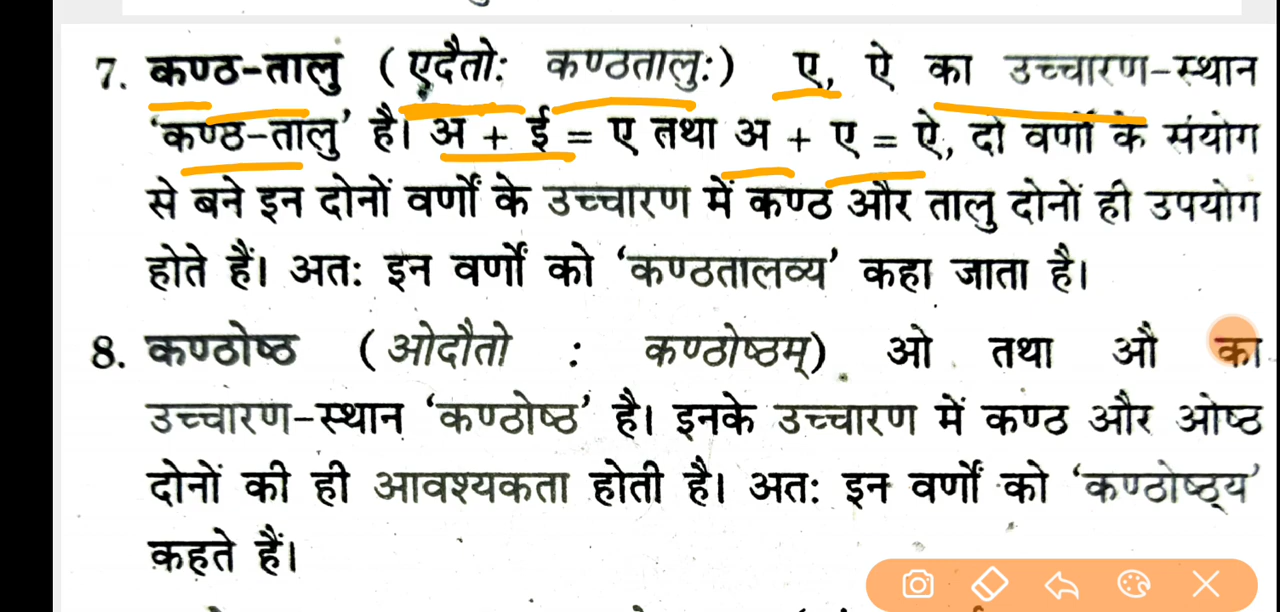 7. कण्ठ-तालु (एदैतो: कण्ठतालु:) ए, ऐ का उच्चारण-स्थान
‘कण्ठ-तालु’ है। अ + ई = ए तथा अ + ए = ऐ, दो वर्णों के संयोग
से बने इन दोनों वर्णों के उच्चारण में कण्ठ और तालु दोनों ही उपयोग
होते हैं। अत: इन वर्णों को ‘कण्ठतालव्य’ कहा जाता है।
8. कण्ठोष्ठ (ओदौतो : कण्ठोष्ठम्) ओ तथा औ का
उच्चारण-स्थान ‘कण्ठोष्ठ’ है। इनके उच्चारण में कण्ठ और ओष्ठ
दोनों की ही आवश्यकता होती है। अत: इन वर्णों को ‘कण्ठोष्ठ्य’
कहते हैं।